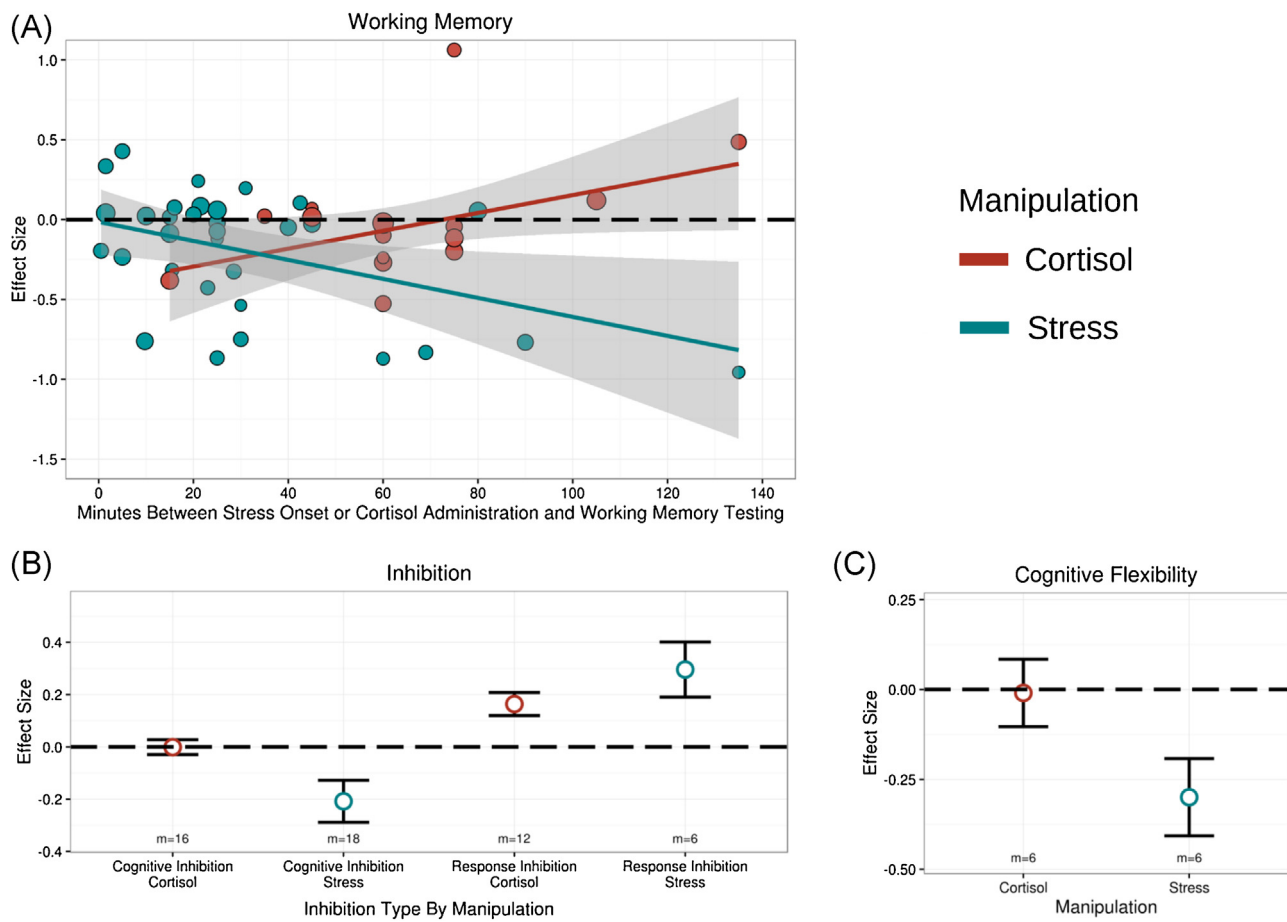 (A)
Working Memory
1.0
0.5
0.0
-0.5
-1.0
-1.5
Effect Size
0 20 40 60 80 100 120 140
Minutes Between Stress Onset or Cortisol Administration and Working Memory Testing
Manipulation
Cortisol
Stress
(B)
Inhibition
0.4
0.2
0.0
-0.2
-0.4
Effect Size
m=16 m=18 m=12 m=6
Cognitive Inhibition Cognitive Inhibition Response Inhibition Response Inhibition
Cortisol Stress Cortisol Stress
Inhibition Type By Manipulation
(C)
Cognitive Flexibility
0.25
0.00
-0.25
-0.50
Effect Size
m=6 m=6
Cortisol Stress
Manipulation